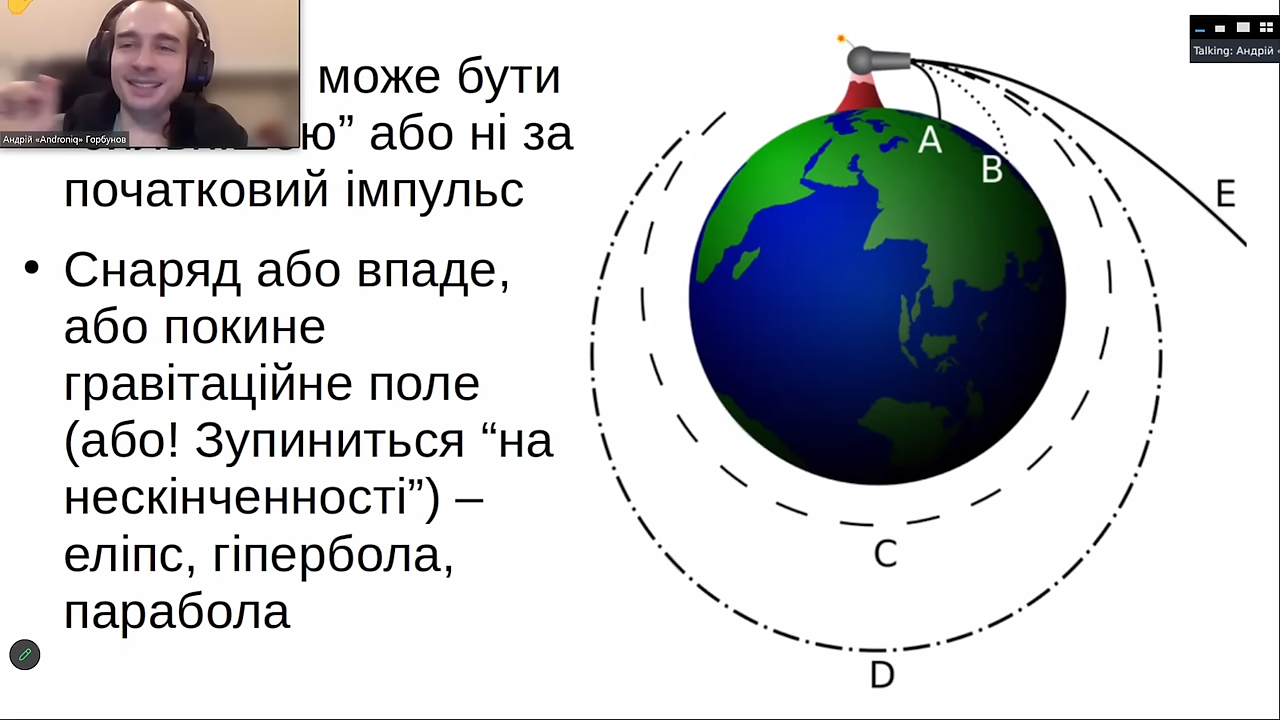 може бути
ю” або ні за
початковий імпульс
Снаряд або впаде,
або покине
гравітаційне поле
(або! Зупиниться “на
нескінченності”) –
еліпс, гіпербола,
парабола
A
B
C
D
E
Андрій «Androniq» Горбунов
Talking: Андрій «